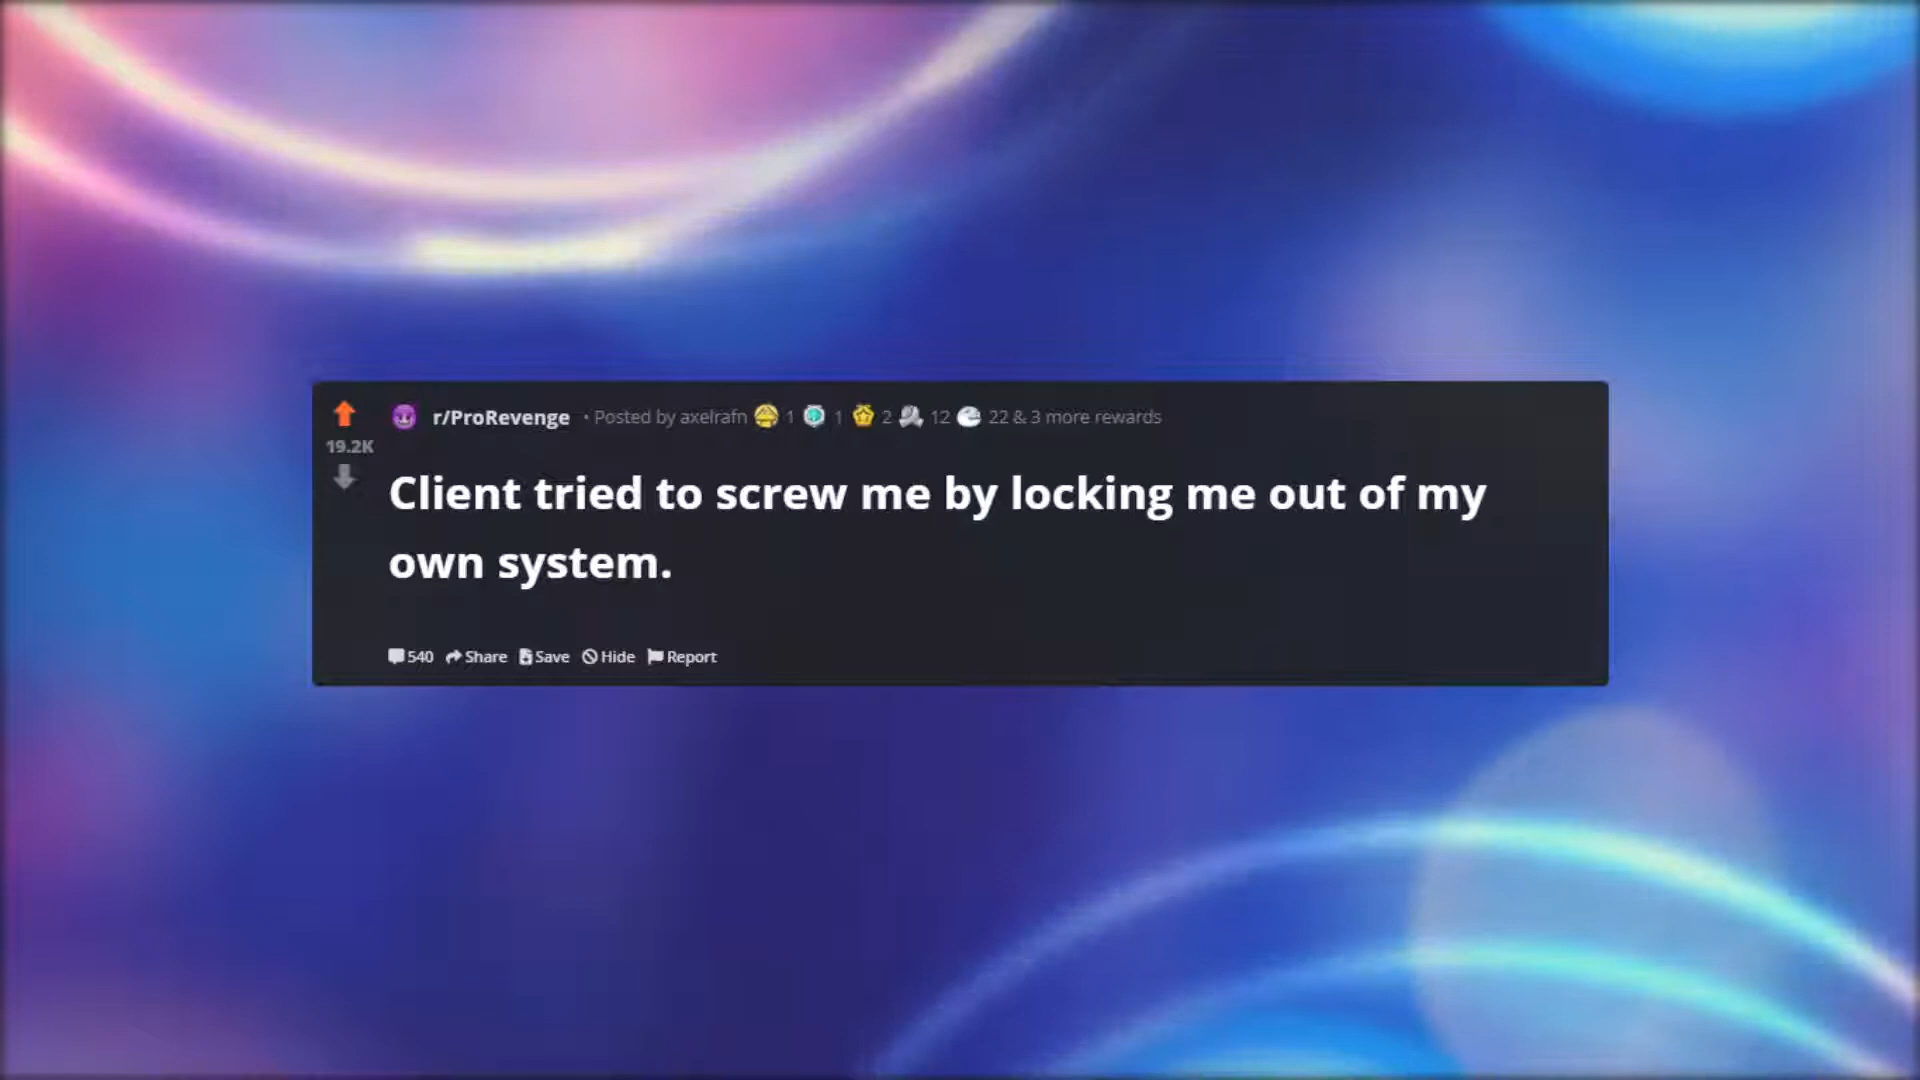 r/ProRevenge · Posted by axelrafn 1 1 2 12 22 & 3 more rewards
19.2K
Client tried to screw me by locking me out of my
own system.
540 Share Save Hide Report